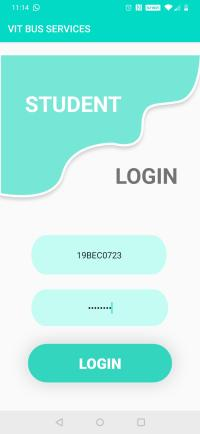 11:14
VIT BUS SERVICES
STUDENT
LOGIN
19BEC0723
••••••••
LOGIN